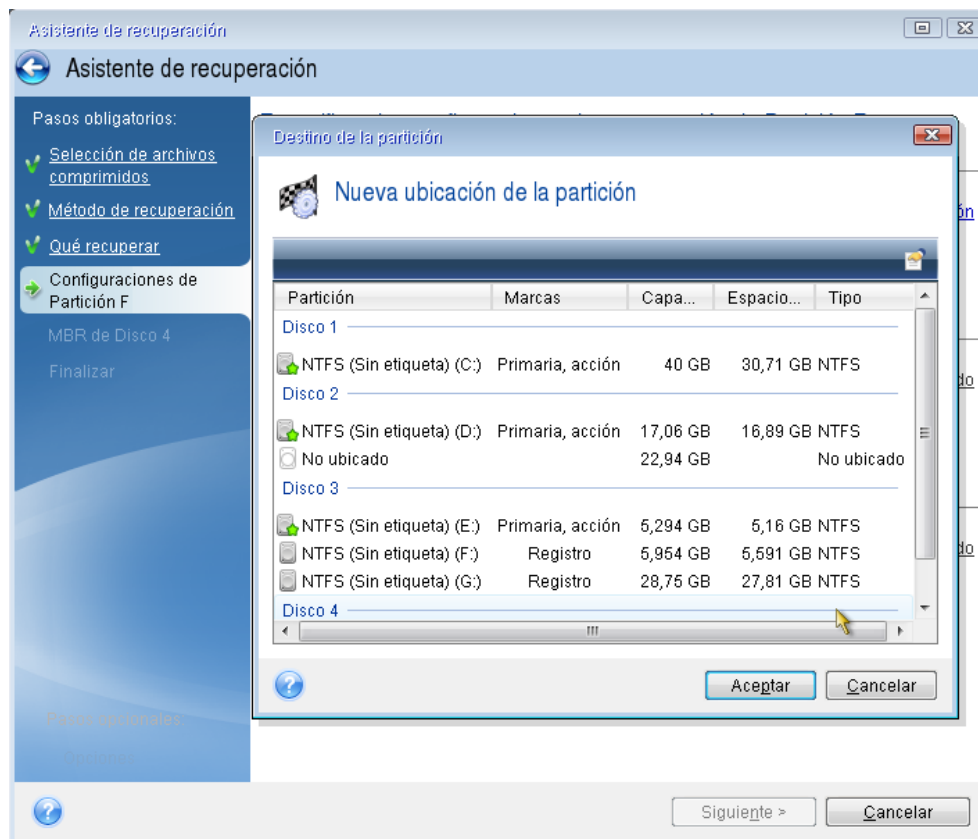 Asistente de recuperación
Asistente de recuperación
Pasos obligatorios:
Selección de archivos
comprimidos
Método de recuperación
Qué recuperar
Configuraciones de
Partición F
MBR de Disco 4
Finalizar
Destino de la partición
Nueva ubicación de la partición
Partición Marcas Capa... Espacio... Tipo
Disco 1
NTFS (Sin etiqueta) (C:) Primaria, acción 40 GB 30,71 GB NTFS
Disco 2
NTFS (Sin etiqueta) (D:) Primaria, acción 17,06 GB 16,89 GB NTFS
No ubicado 22,94 GB No ubicado
Disco 3
NTFS (Sin etiqueta) (E:) Primaria, acción 5,294 GB 5,16 GB NTFS
NTFS (Sin etiqueta) (F:) Registro 5,954 GB 5,591 GB NTFS
NTFS (Sin etiqueta) (G:) Registro 28,75 GB 27,81 GB NTFS
Disco 4
Aceptar Cancelar
Pasos opcionales:
Siguiente > Cancelar